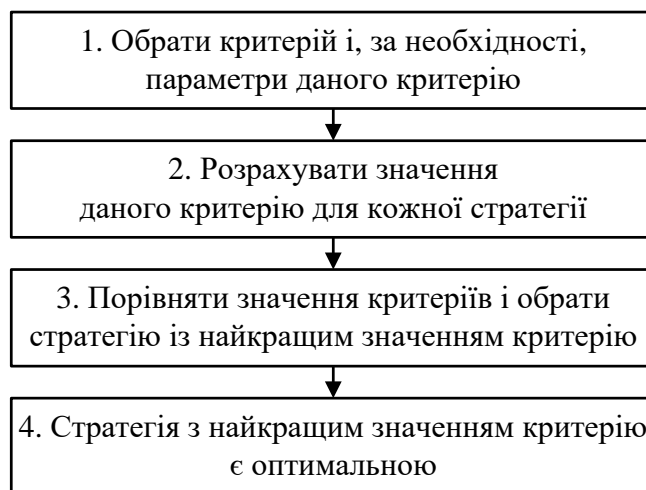 1. Обрати критерій і, за необхідності,
параметри даного критерію
2. Розрахувати значення
даного критерію для кожної стратегії
3. Порівняти значення критеріїв і обрати
стратегію із найкращим значенням критерію
4. Стратегія з найкращим значенням критерію
є оптимальною